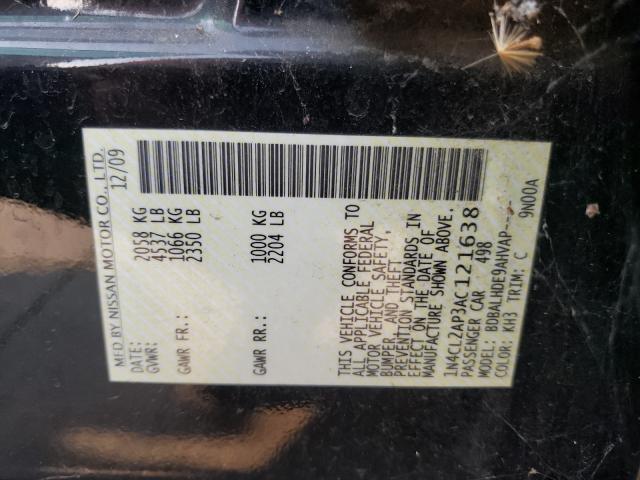 MFD BY NISSAN MOTOR CO., LTD.
DATE: 12/09
GVWR: 2058 KG
4537 LB
GAWR FR.: 1066 KG
2350 LB
GAWR RR.: 1000 KG
2204 LB
THIS VEHICLE CONFORMS TO
ALL APPLICABLE FEDERAL
MOTOR VEHICLE SAFETY,
BUMPER, AND THEFT
PREVENTION STANDARDS IN
EFFECT ON THE DATE OF
MANUFACTURE SHOWN ABOVE.
1N4CL2AP3AC121638
PASSENGER CAR 498
MODEL: BDBALHDE9AHVAP----
COLOR: KH3 TRIM: C 9N00A